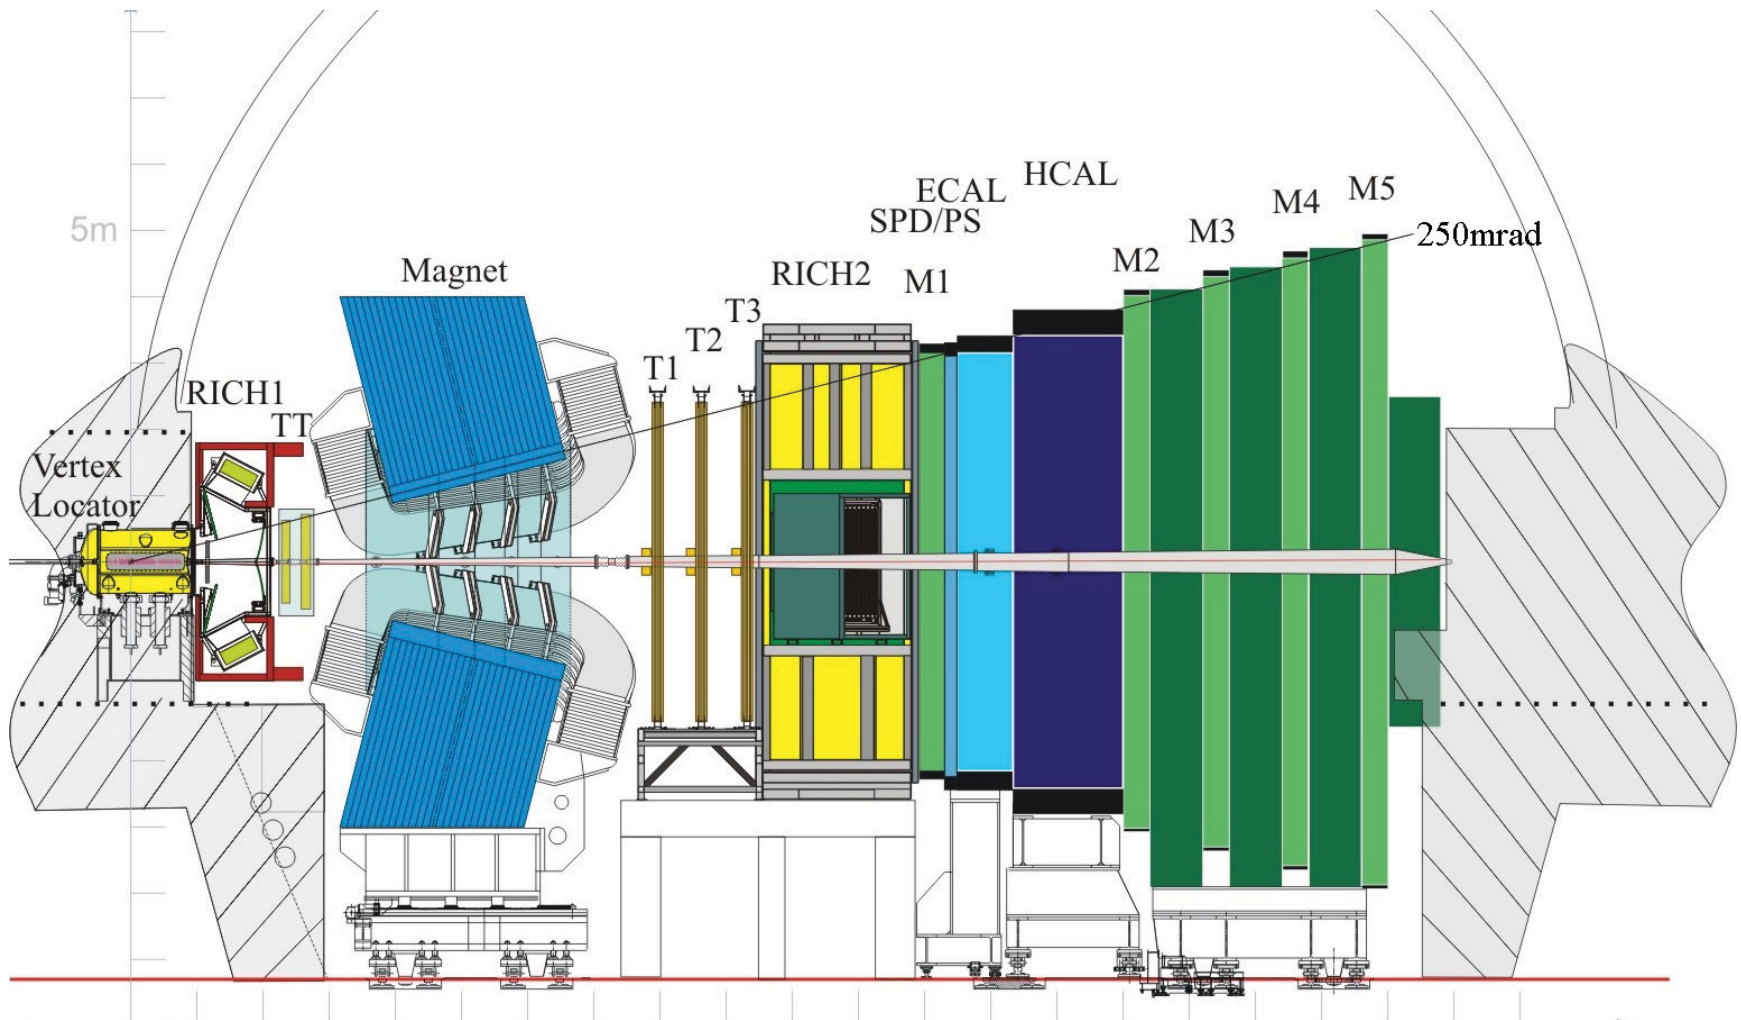 HCAL
ECAL
M5
M4
SPD/PS
M3
250mrad
5m
M2
Magnet
RICH2
M1
T3
T2
T1
RICH1
TT
Vertex
Locator